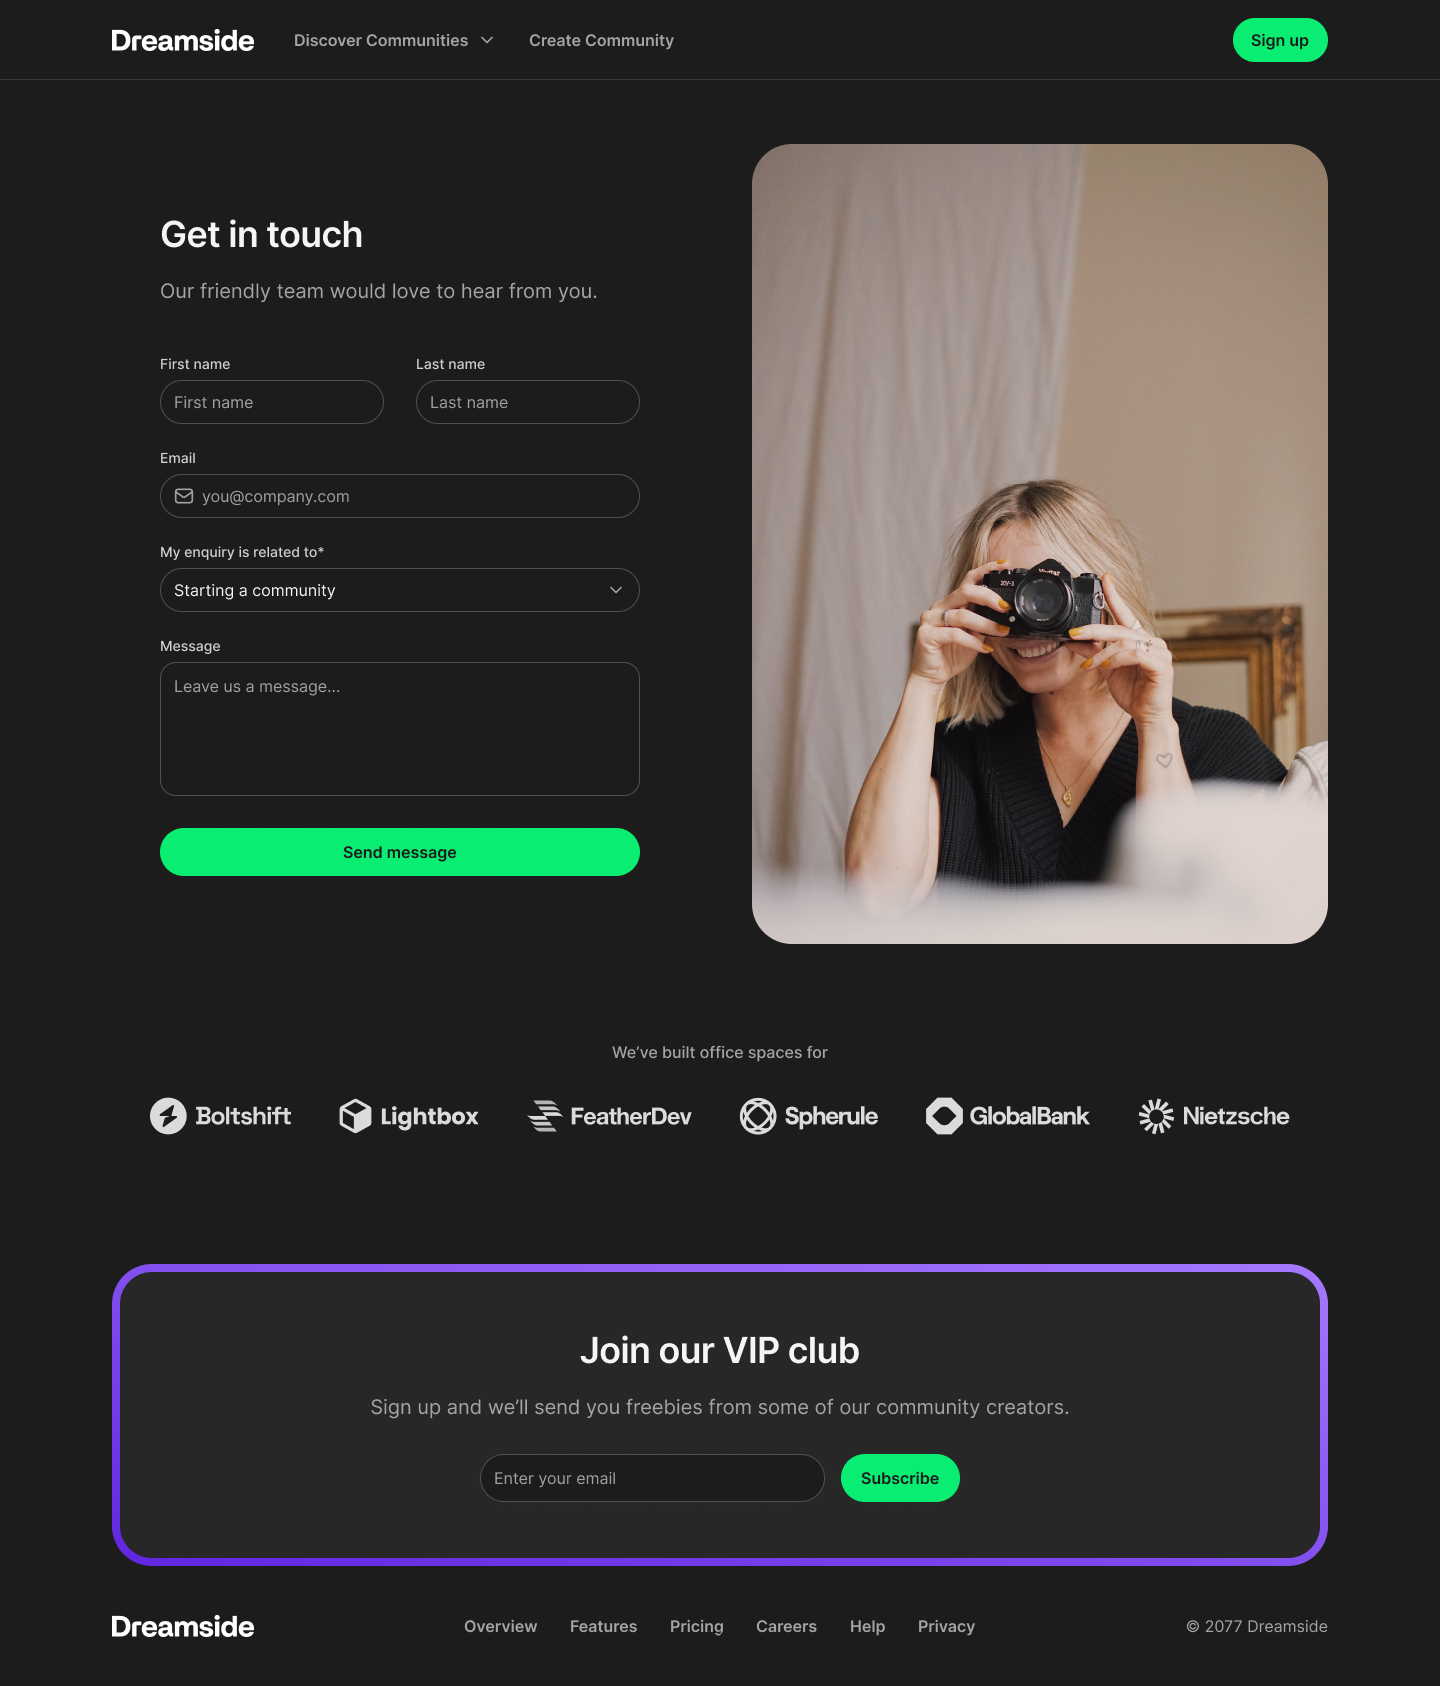 Dreamside
Discover Communities
Create Community
Sign up
Get in touch
Our friendly team would love to hear from you.
First name
Last name
First name
Last name
Email
you@company.com
My enquiry is related to*
Starting a community
Message
Leave us a message...
Send message
Vivitar
XV-3
We’ve built office spaces for
Boltshift
Lightbox
FeatherDev
Spherule
GlobalBank
Nietzsche
Join our VIP club
Sign up and we’ll send you freebies from some of our community creators.
Enter your email
Subscribe
Dreamside
Overview
Features
Pricing
Careers
Help
Privacy
© 2077 Dreamside